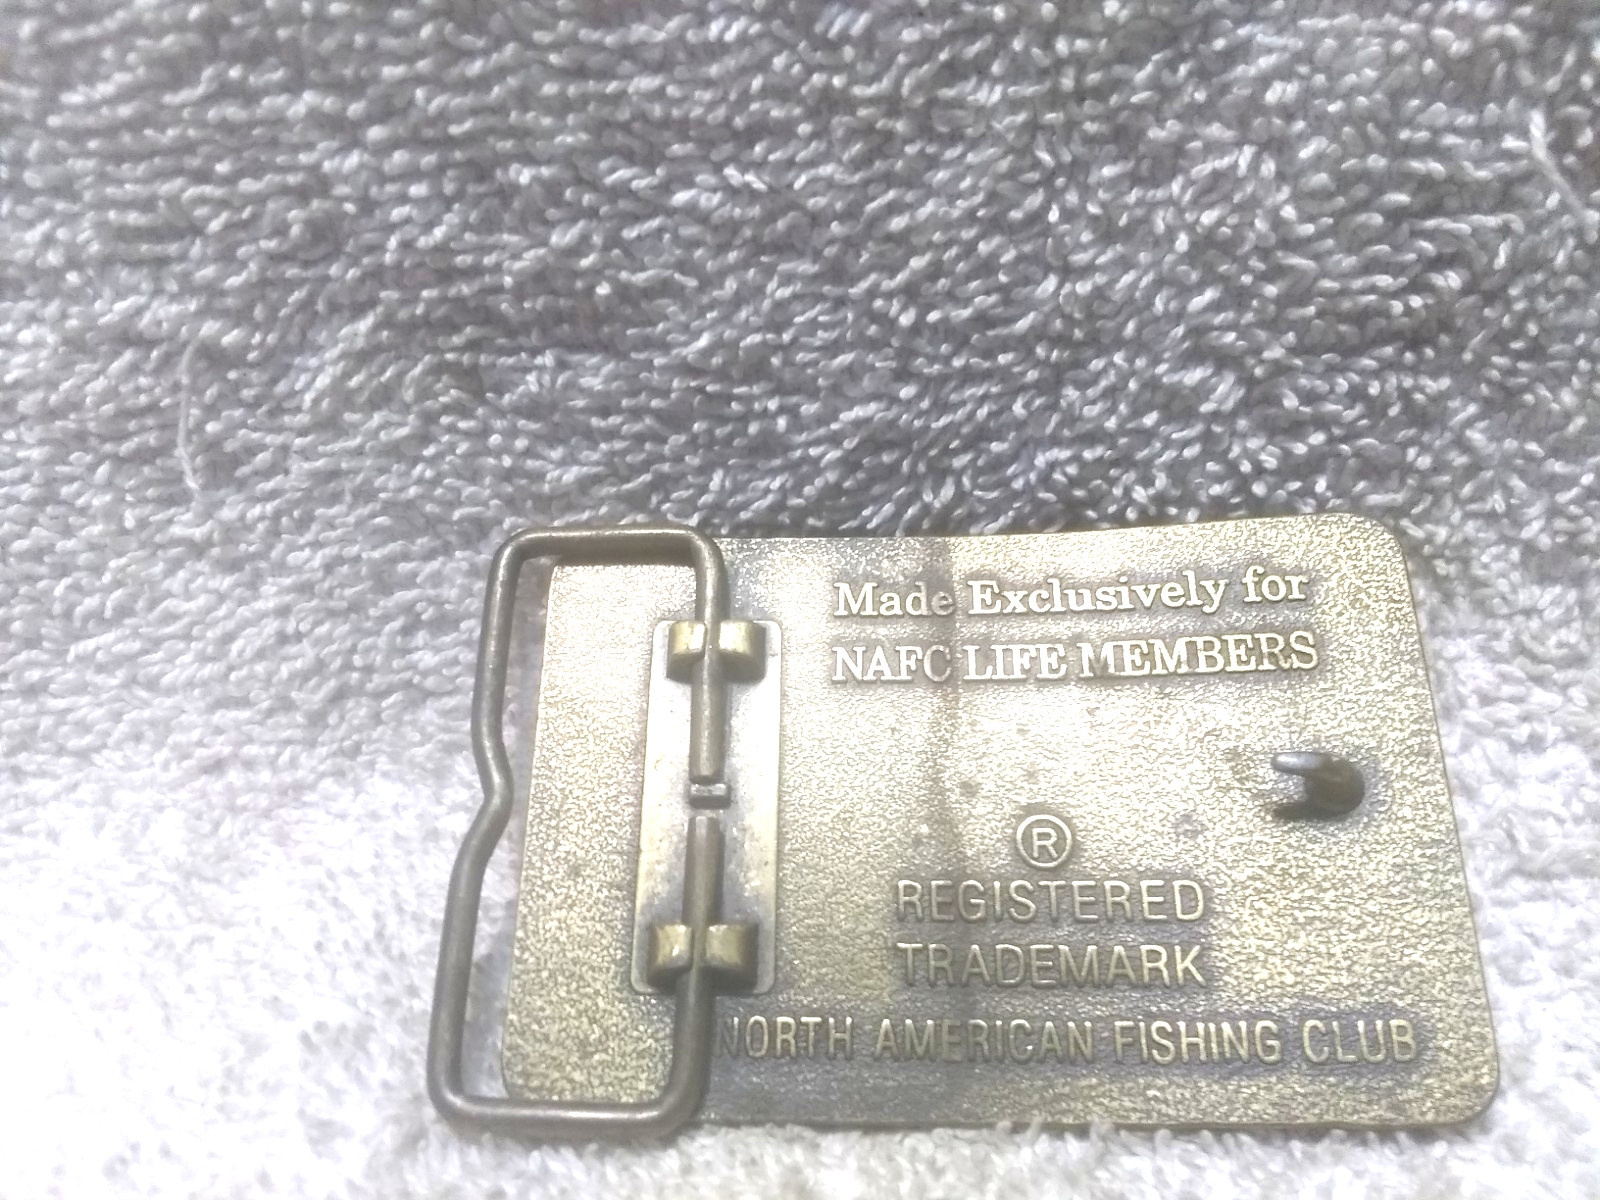 Made Exclusively for
NAFC LIFE MEMBERS
®
REGISTERED
TRADEMARK
NORTH AMERICAN FISHING CLUB